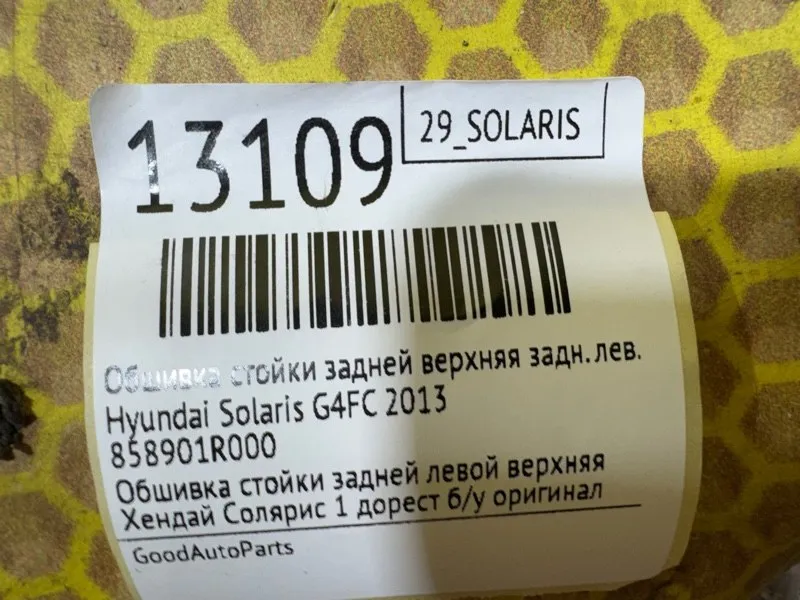 13109
29_SOLARIS
Обшивка стойки задней верхняя задн.лев.
Hyundai Solaris G4FC 2013
858901R000
Обшивка стойки задней левой верхняя
Хендай Солярис 1 дорест б/у оригинал
GoodAutoParts